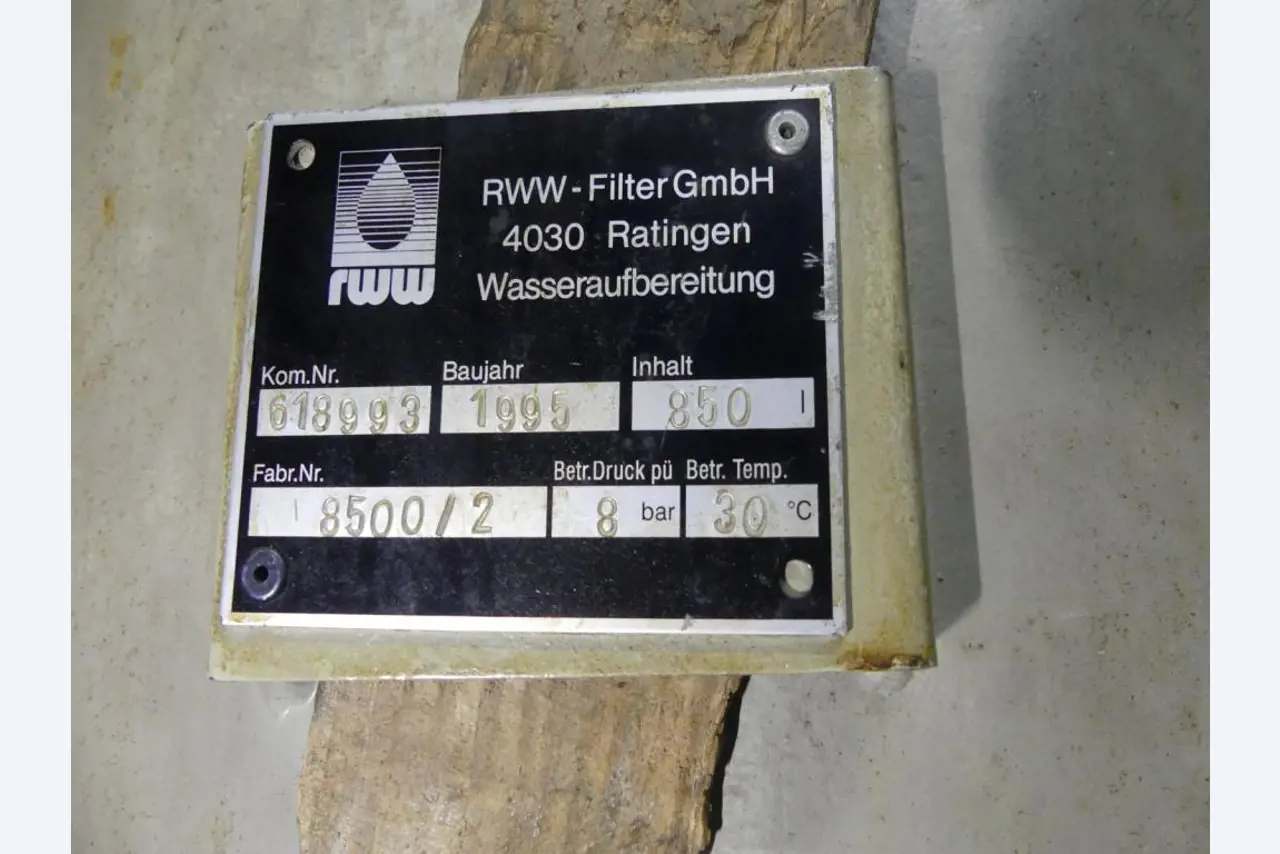 RWW - Filter GmbH
4030 Ratingen
Wasseraufbereitung
rww
Kom.Nr. Baujahr Inhalt
618993 1995 850 l
Fabr.Nr. Betr.Druck pü Betr. Temp.
8500/2 8 bar 30 °C